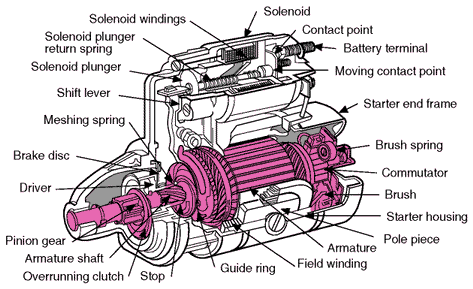 Solenoid windings
Solenoid
Solenoid plunger
return spring
Contact point
Battery terminal
Solenoid plunger
Moving contact point
Shift lever
Starter end frame
Meshing spring
Brush spring
Brake disc
Commutator
Driver
Brush
Starter housing
Pinion gear
Pole piece
Armature shaft
Armature
Overrunning clutch
Stop
Guide ring
Field winding